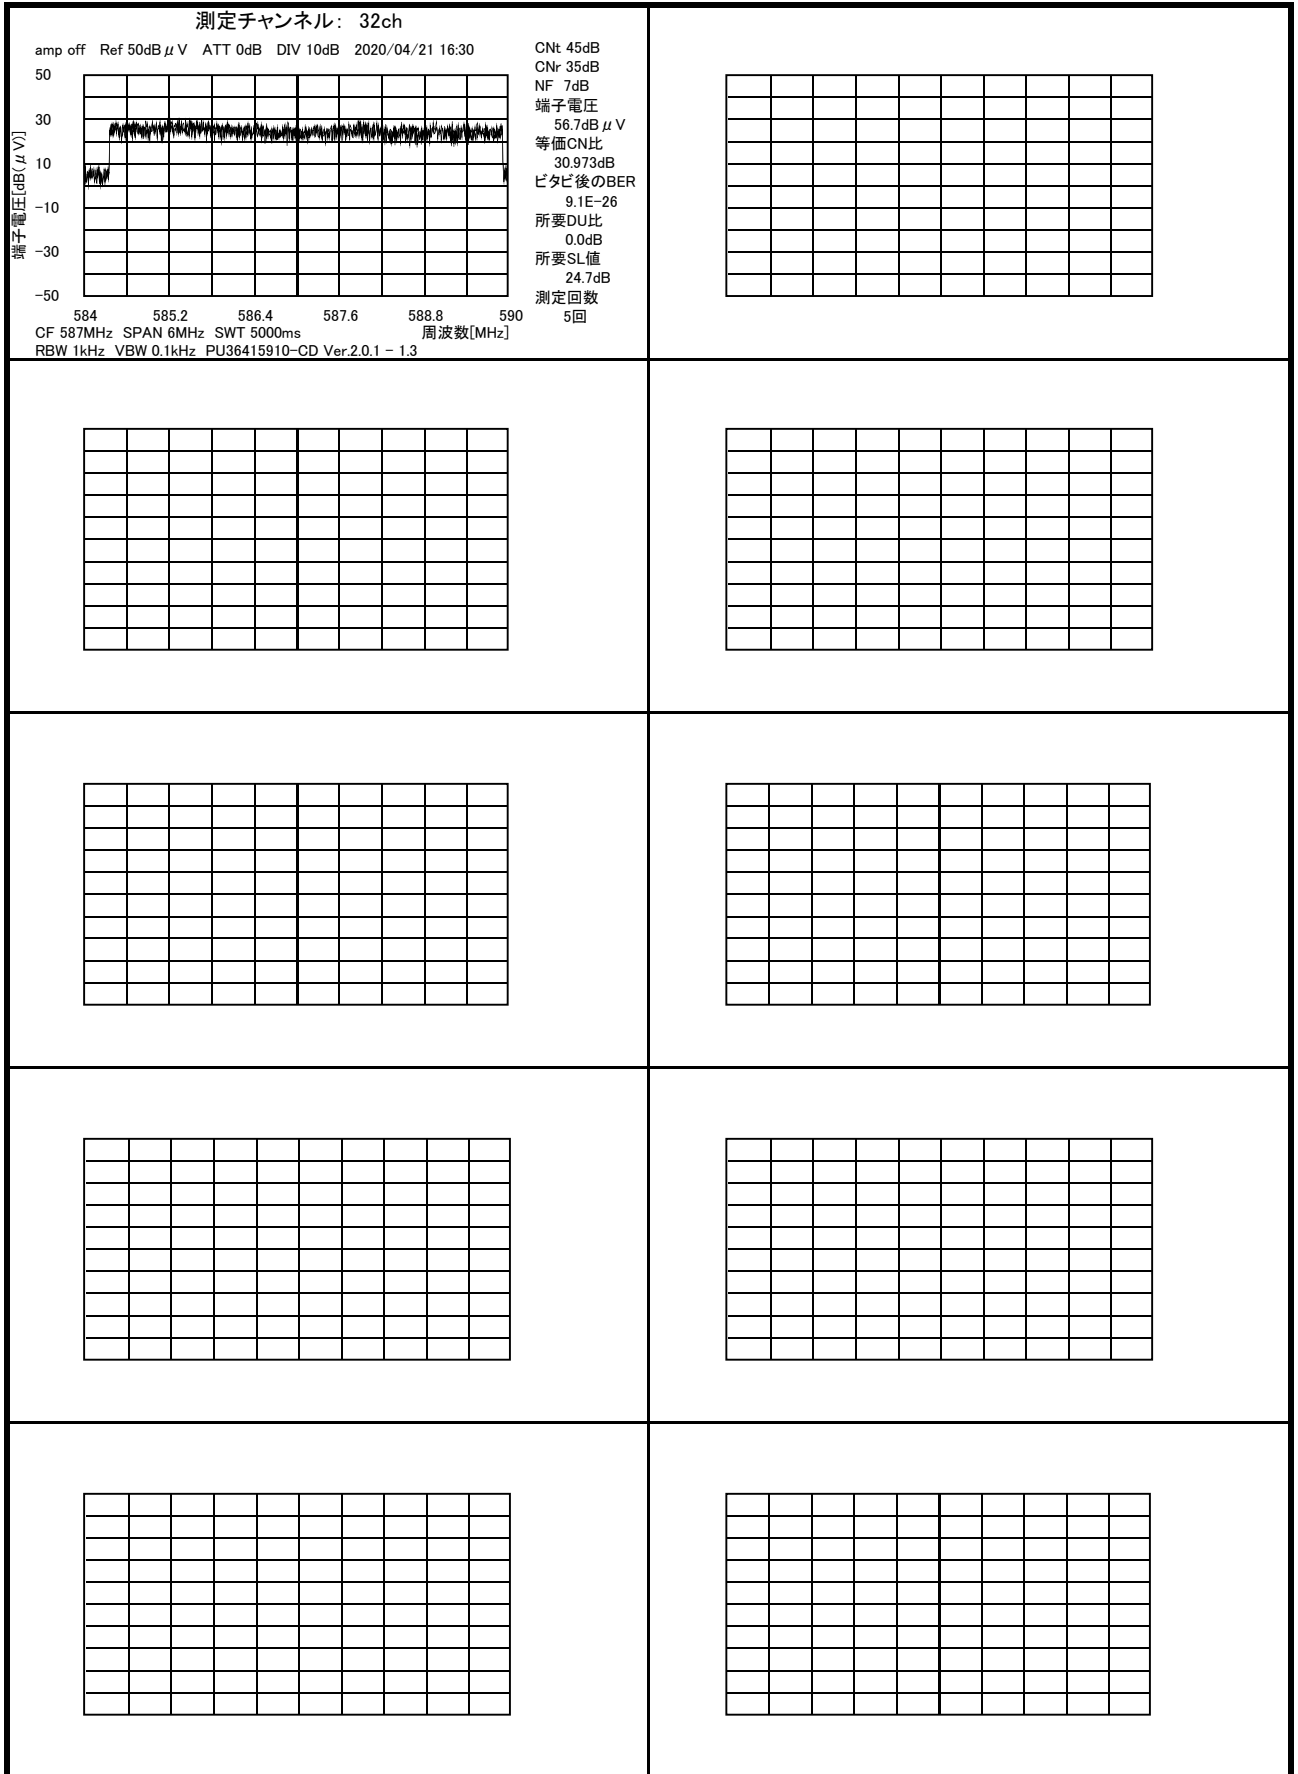 測定チャンネル： 32ch
amp off Ref 50dBμV ATT 0dB DIV 10dB 2020/04/21 16:30
50
30
10
-10
-30
-50
端子電圧[dB(μV)]
584 585.2 586.4 587.6 588.8 590
CF 587MHz SPAN 6MHz SWT 5000ms 周波数[MHz]
RBW 1kHz VBW 0.1kHz PU36415910-CD Ver.2.0.1 - 1.3
CNt 45dB
CNr 35dB
NF 7dB
端子電圧
56.7dBμV
等価CN比
30.973dB
ビタビ後のBER
9.1E-26
所要DU比
0.0dB
所要SL値
24.7dB
測定回数
5回